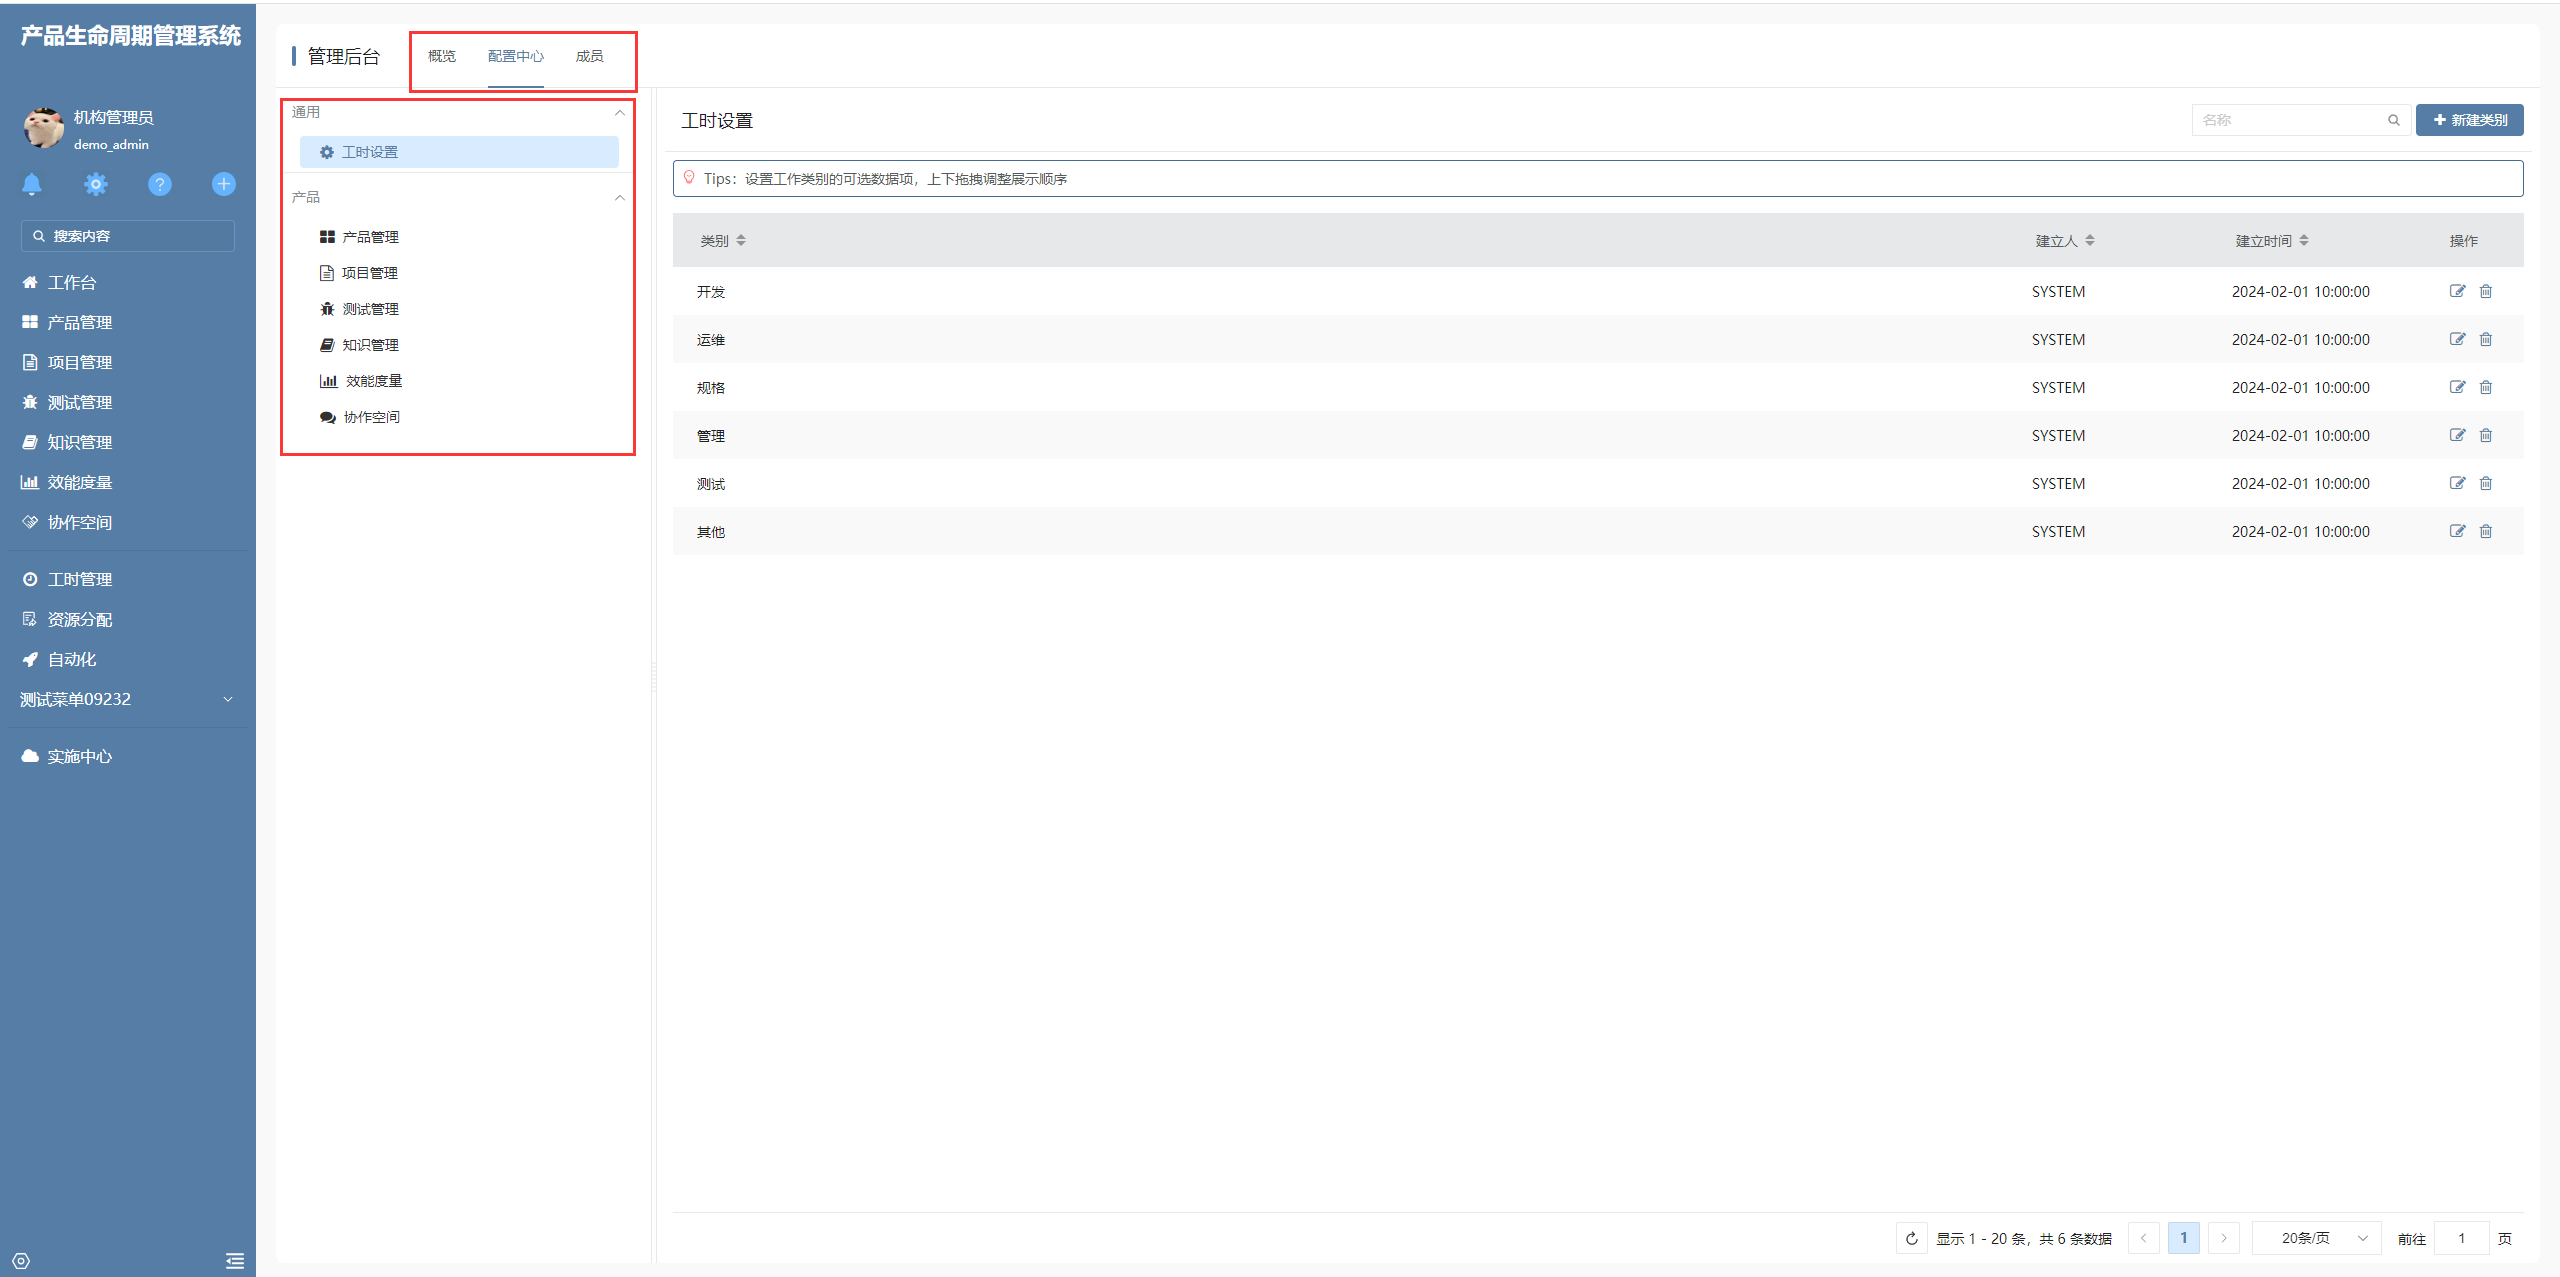 产品生命周期管理系统
机构管理员
demo_admin
搜索内容
工作台
产品管理
项目管理
测试管理
知识管理
效能度量
协作空间
工时管理
资源分配
自动化
测试菜单09232
实施中心
管理后台 概览 配置中心 成员
通用
工时设置
产品
产品管理
项目管理
测试管理
知识管理
效能度量
协作空间
工时设置 名称 新建类别
Tips：设置工作类别的可选数据项，上下拖拽调整展示顺序
类别 建立人 建立时间 操作
开发 SYSTEM 2024-02-01 10:00:00
运维 SYSTEM 2024-02-01 10:00:00
规格 SYSTEM 2024-02-01 10:00:00
管理 SYSTEM 2024-02-01 10:00:00
测试 SYSTEM 2024-02-01 10:00:00
其他 SYSTEM 2024-02-01 10:00:00
显示 1 - 20 条，共 6 条数据 1 20条/页 前往 1 页